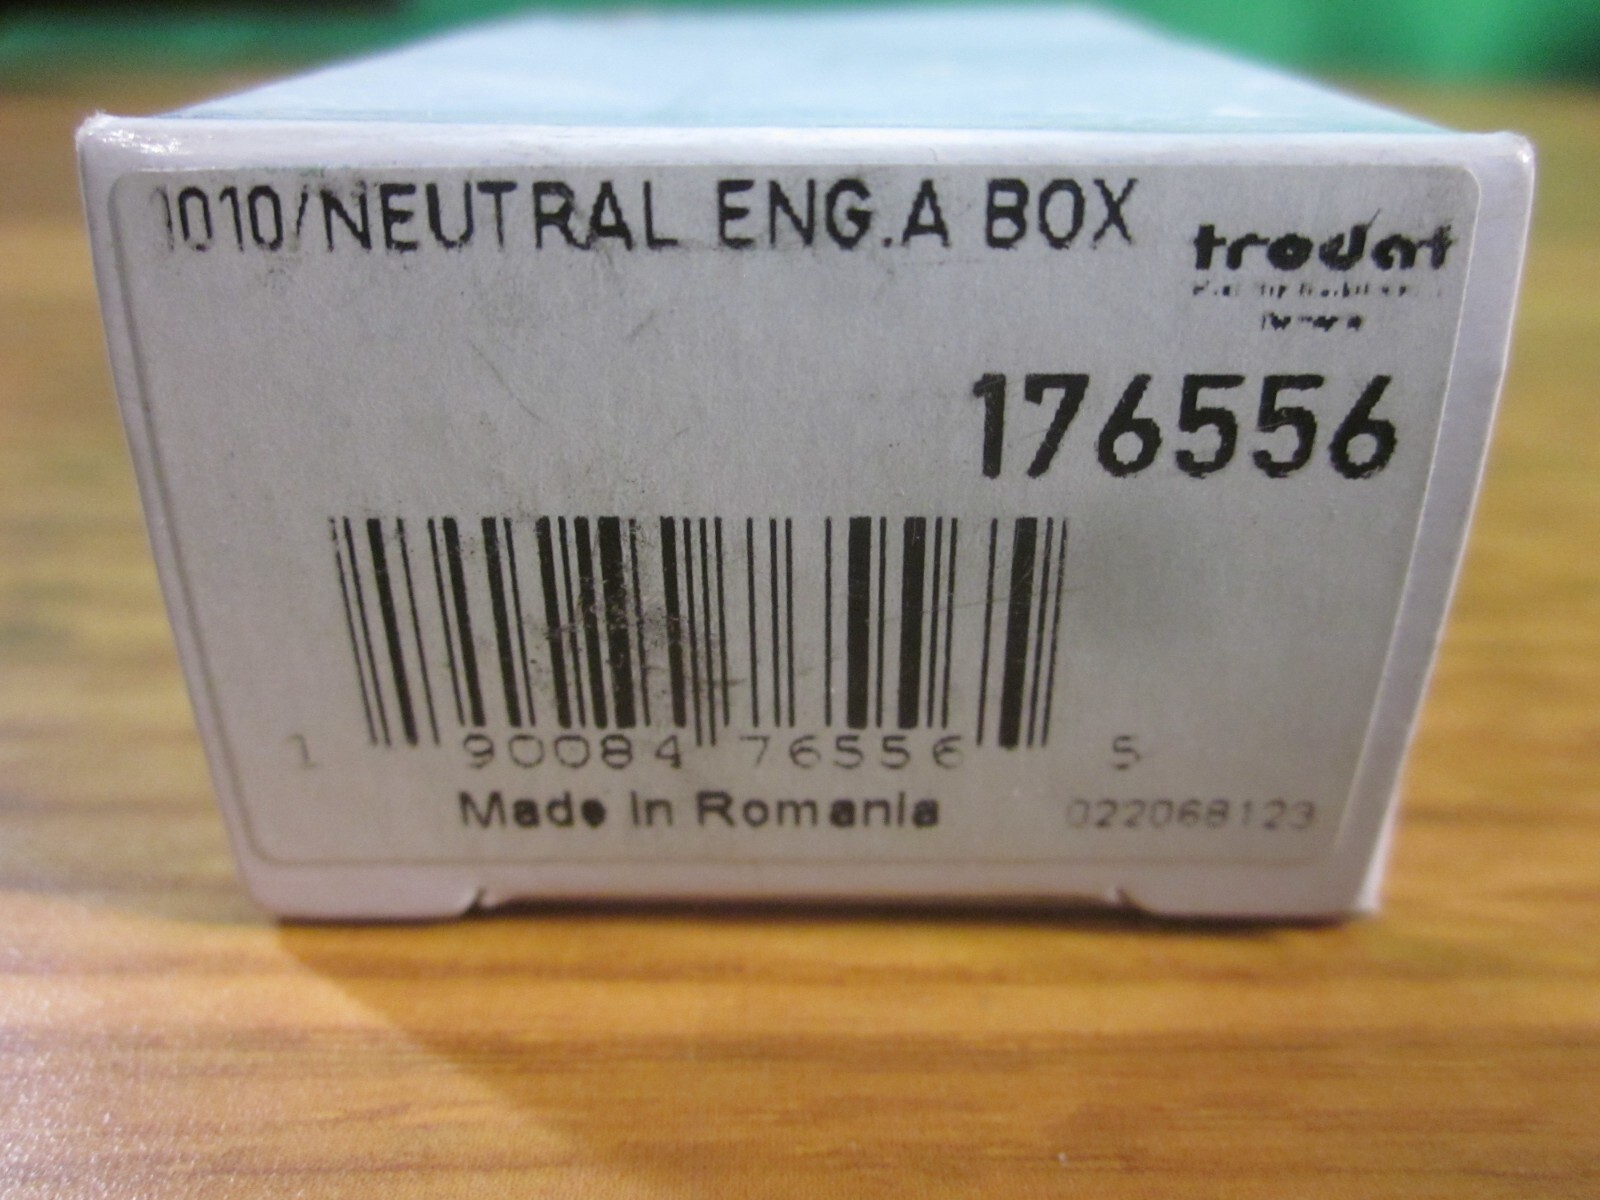 1010/NEUTRAL ENG.A BOX
trodat
176556
1 90084 76556 5
Made in Romania
022068123